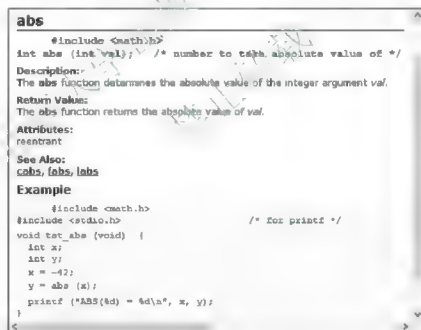 abs
#include <math.h>
int abs (int val); /* number to take absolute value of */
Description:
The abs function determines the absolute value of the integer argument val.
Return Value:
The abs function returns the absolute value of val.
Attributes:
reentrant
See Also:
cabs, fabs, labs
Example
#include <math.h>
#include <stdio.h> /* for printf */
void tst_abs (void) {
int x;
int y;
x = -42;
y = abs (x);
printf ("ABS(%d) = %d\n", x, y);
}